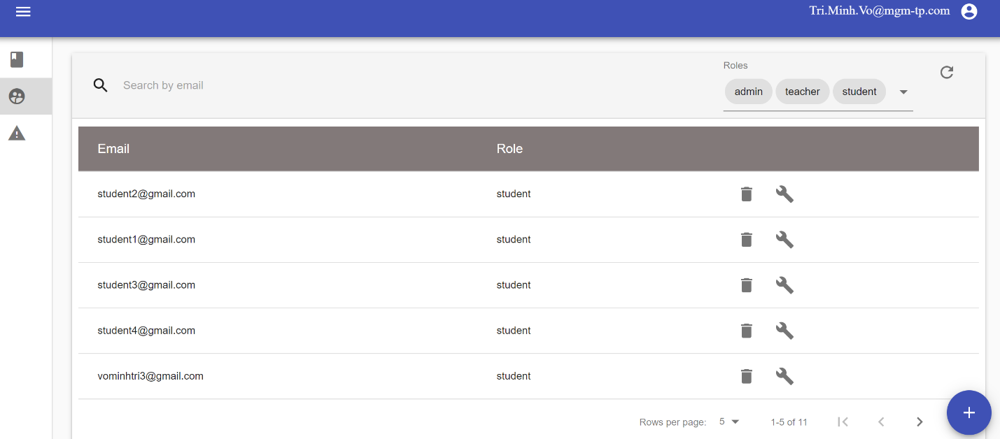 Tri.Minh.Vo@mgm-tp.com
Search by email
Roles
admin teacher student
Email Role
student2@gmail.com student
student1@gmail.com student
student3@gmail.com student
student4@gmail.com student
vominhtri3@gmail.com student
Rows per page: 5 1-5 of 11